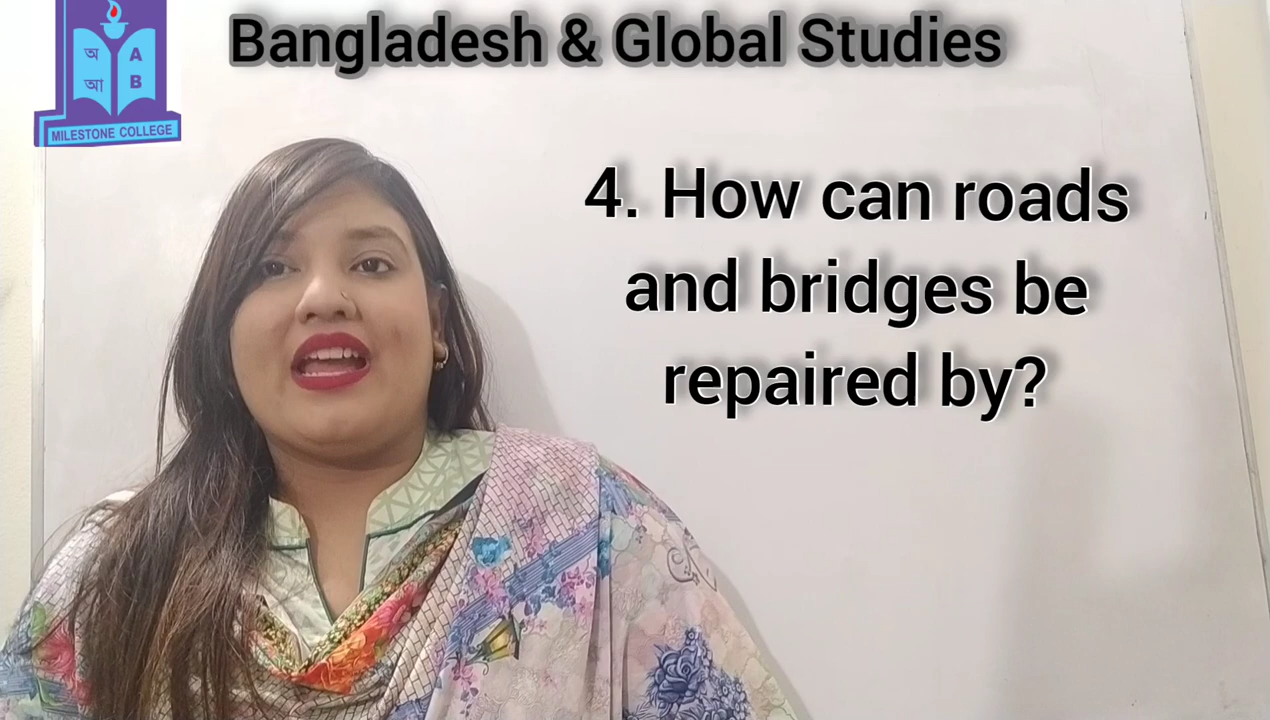 Bangladesh & Global Studies
অ A
আ B
MILESTONE COLLEGE
4. How can roads
and bridges be
repaired by?